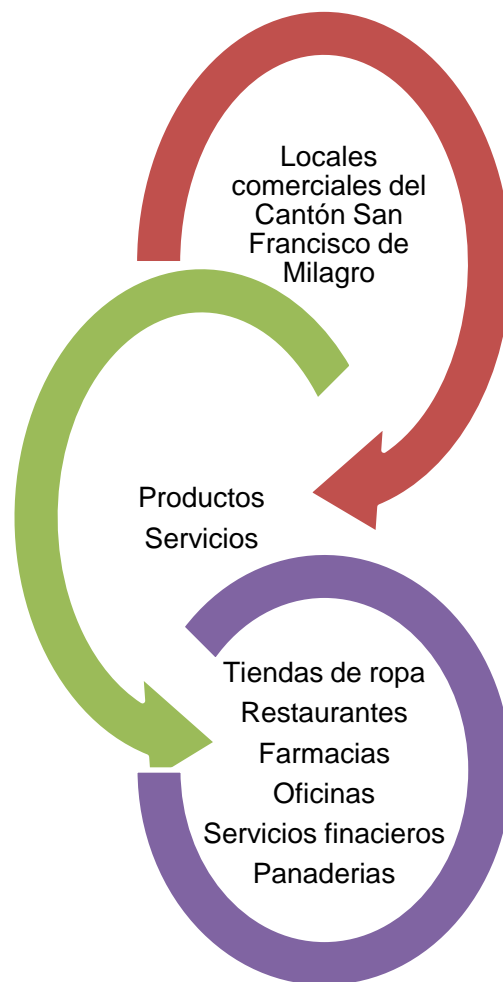 Locales
comerciales del
Cantón San
Francisco de
Milagro
Productos
Servicios
Tiendas de ropa
Restaurantes
Farmacias
Oficinas
Servicios finacieros
Panaderias